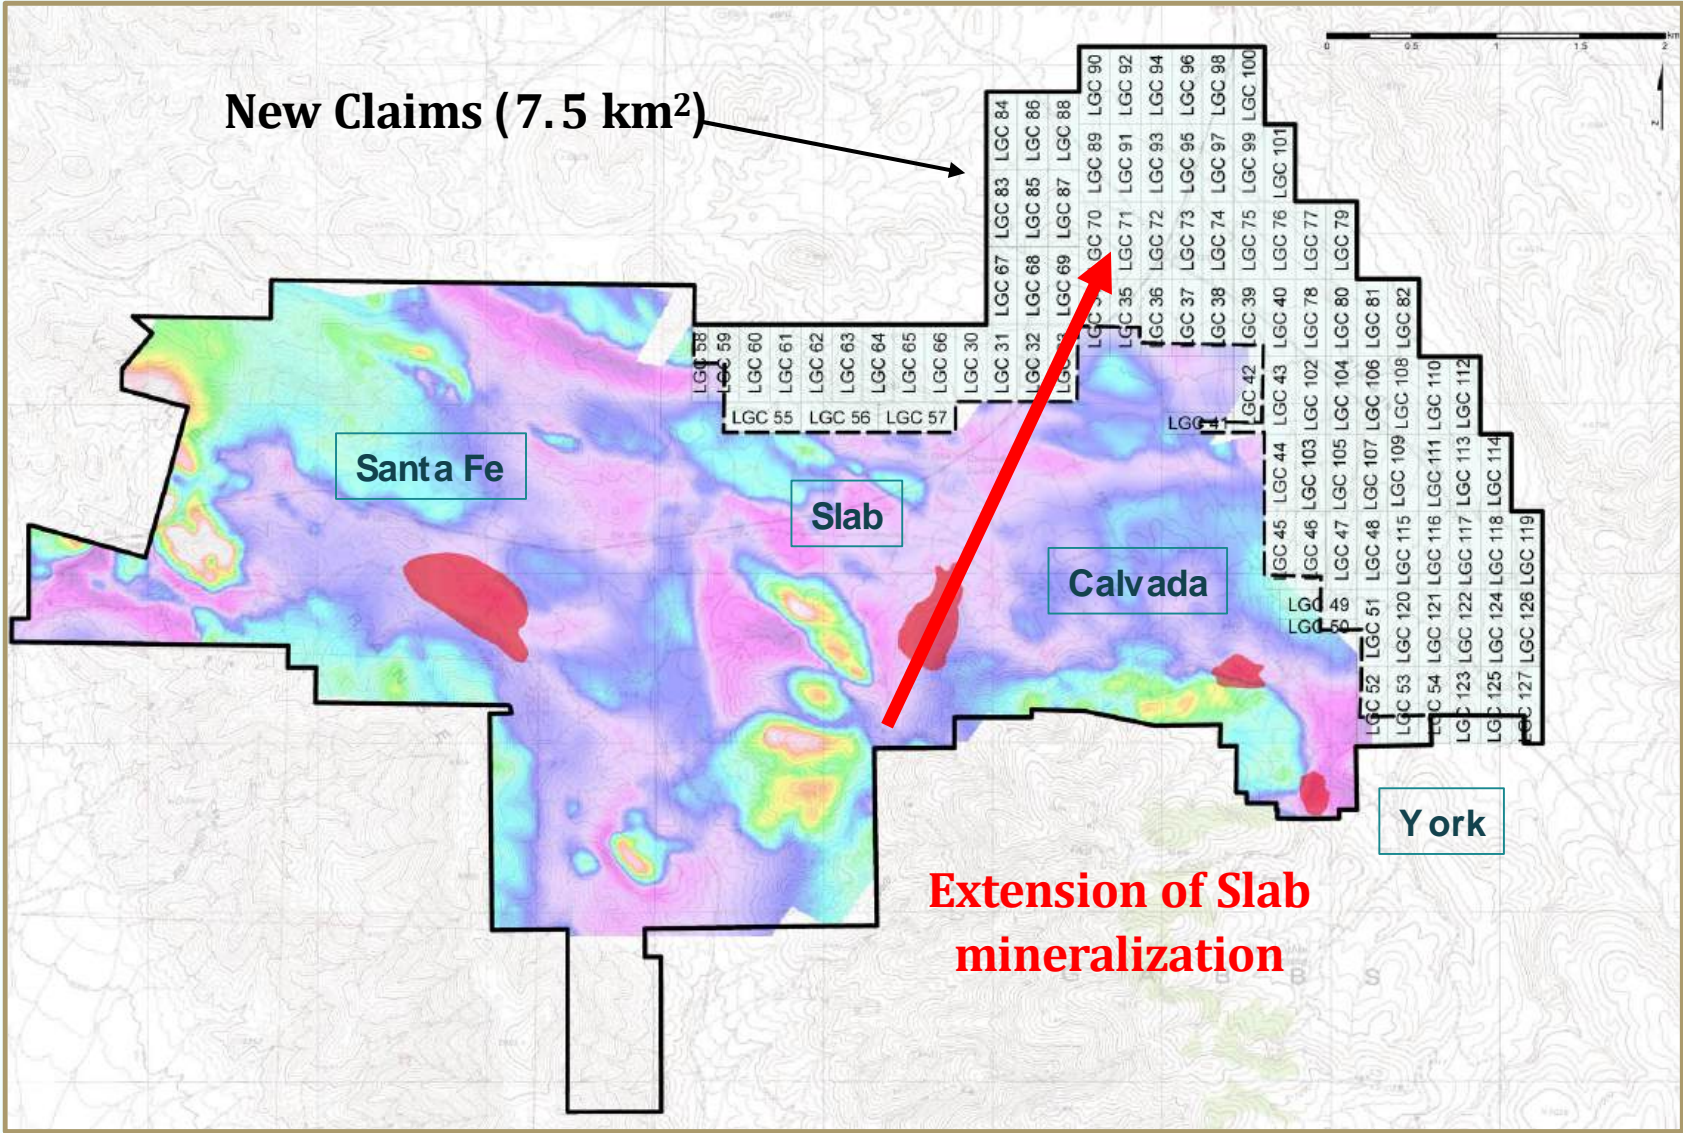 0 0.5 1 1.5 2 km
z
New Claims (7.5 km²)
LGC 90 LGC 92 LGC 94 LGC 96 LGC 98 LGC 100
LGC 84 LGC 86 LGC 88
LGC 89 LGC 91 LGC 93 LGC 95 LGC 97 LGC 99 LGC 101
LGC 83 LGC 85 LGC 87
LGC 70 LGC 71 LGC 72 LGC 73 LGC 74 LGC 75 LGC 76 LGC 77 LGC 79
LGC 67 LGC 68 LGC 69
LGC 35 LGC 36 LGC 37 LGC 38 LGC 39 LGC 40 LGC 78 LGC 80 LGC 81 LGC 82
LGC 58 LGC 59 LGC 60 LGC 61 LGC 62 LGC 63 LGC 64 LGC 65 LGC 66 LGC 30 LGC 31 LGC 32
LGC 42 LGC 43 LGC 102 LGC 104 LGC 106 LGC 108 LGC 110 LGC 112
LGC 55 LGC 56 LGC 57
LGC 41
Santa Fe
LGC 44 LGC 103 LGC 105 LGC 107 LGC 109 LGC 111 LGC 113 LGC 114
Slab
LGC 45 LGC 46 LGC 47 LGC 48 LGC 115 LGC 116 LGC 117 LGC 118 LGC 119
Calvada
LGC 49
LGC 50
LGC 51 LGC 120 LGC 121 LGC 122 LGC 124 LGC 126
LGC 52 LGC 53 LGC 54 LGC 123 LGC 125 LGC 127
York
Extension of Slab
mineralization
B B S